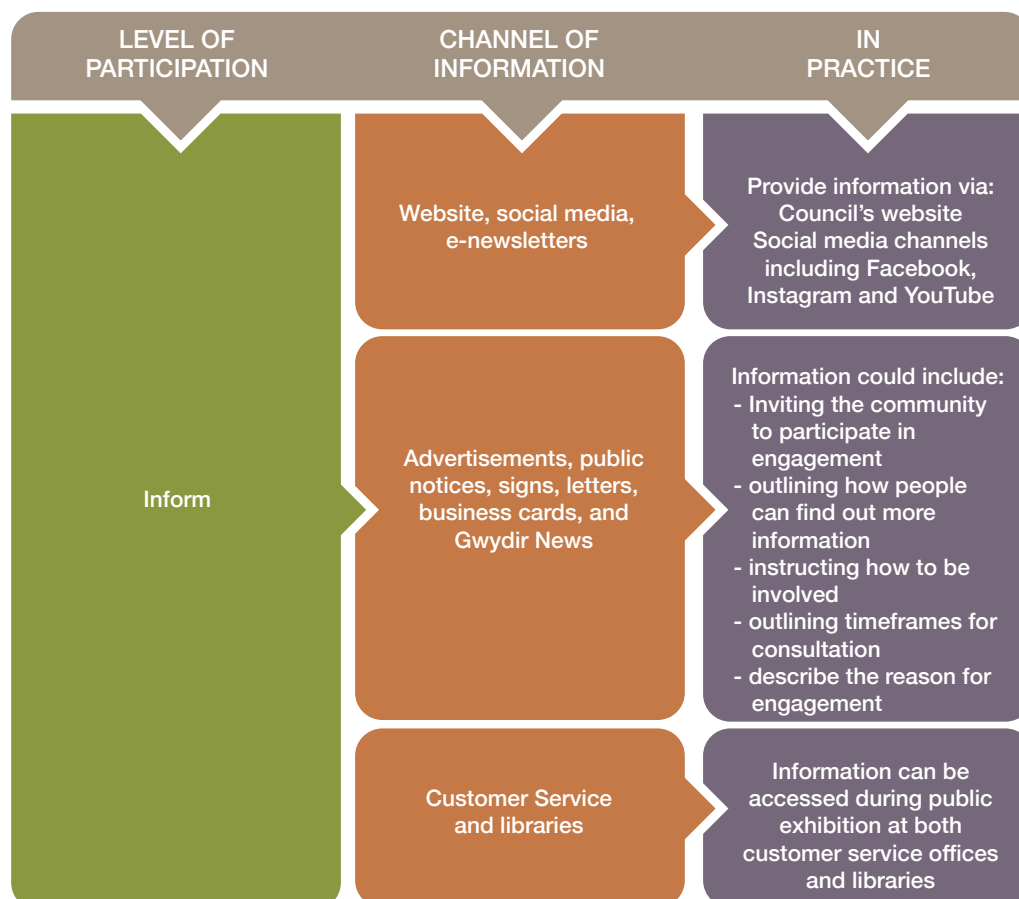 LEVEL OF
PARTICIPATION
CHANNEL OF
INFORMATION
IN
PRACTICE
Inform
Website, social media,
e-newsletters
Provide information via:
Council's website
Social media channels
including Facebook,
Instagram and YouTube
Advertisements, public
notices, signs, letters,
business cards, and
Gwydir News
Information could include:
- Inviting the community
to participate in
engagement
- outlining how people
can find out more
information
- instructing how to be
involved
- outlining timeframes for
consultation
- describe the reason for
engagement
Customer Service
and libraries
Information can be
accessed during public
exhibition at both
customer service offices
and libraries